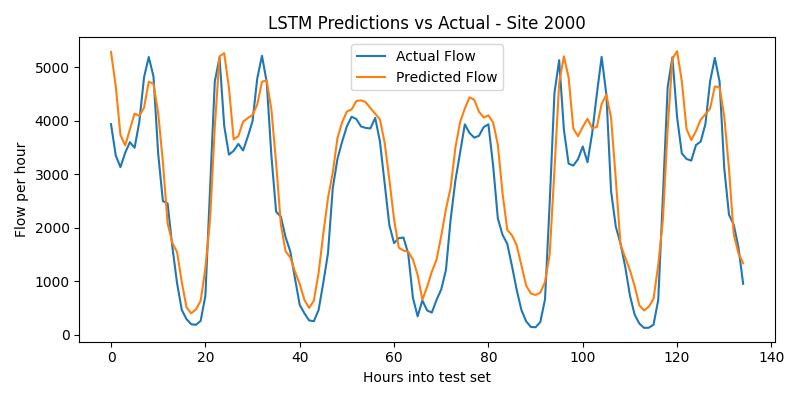 LSTM Predictions vs Actual - Site 2000
Actual Flow
Predicted Flow
Flow per hour
5000
4000
3000
2000
1000
0
0 20 40 60 80 100 120 140
Hours into test set